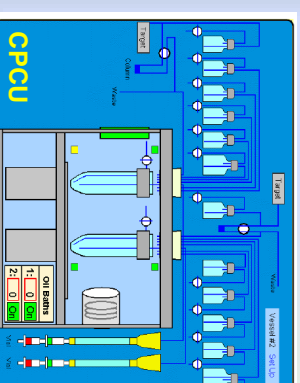 CPCU
Target
Column
Waste
Target
Waste
Vessel #2 Set Up
Oil Baths
1: 0 On
2: 0 On
Vial
Vial